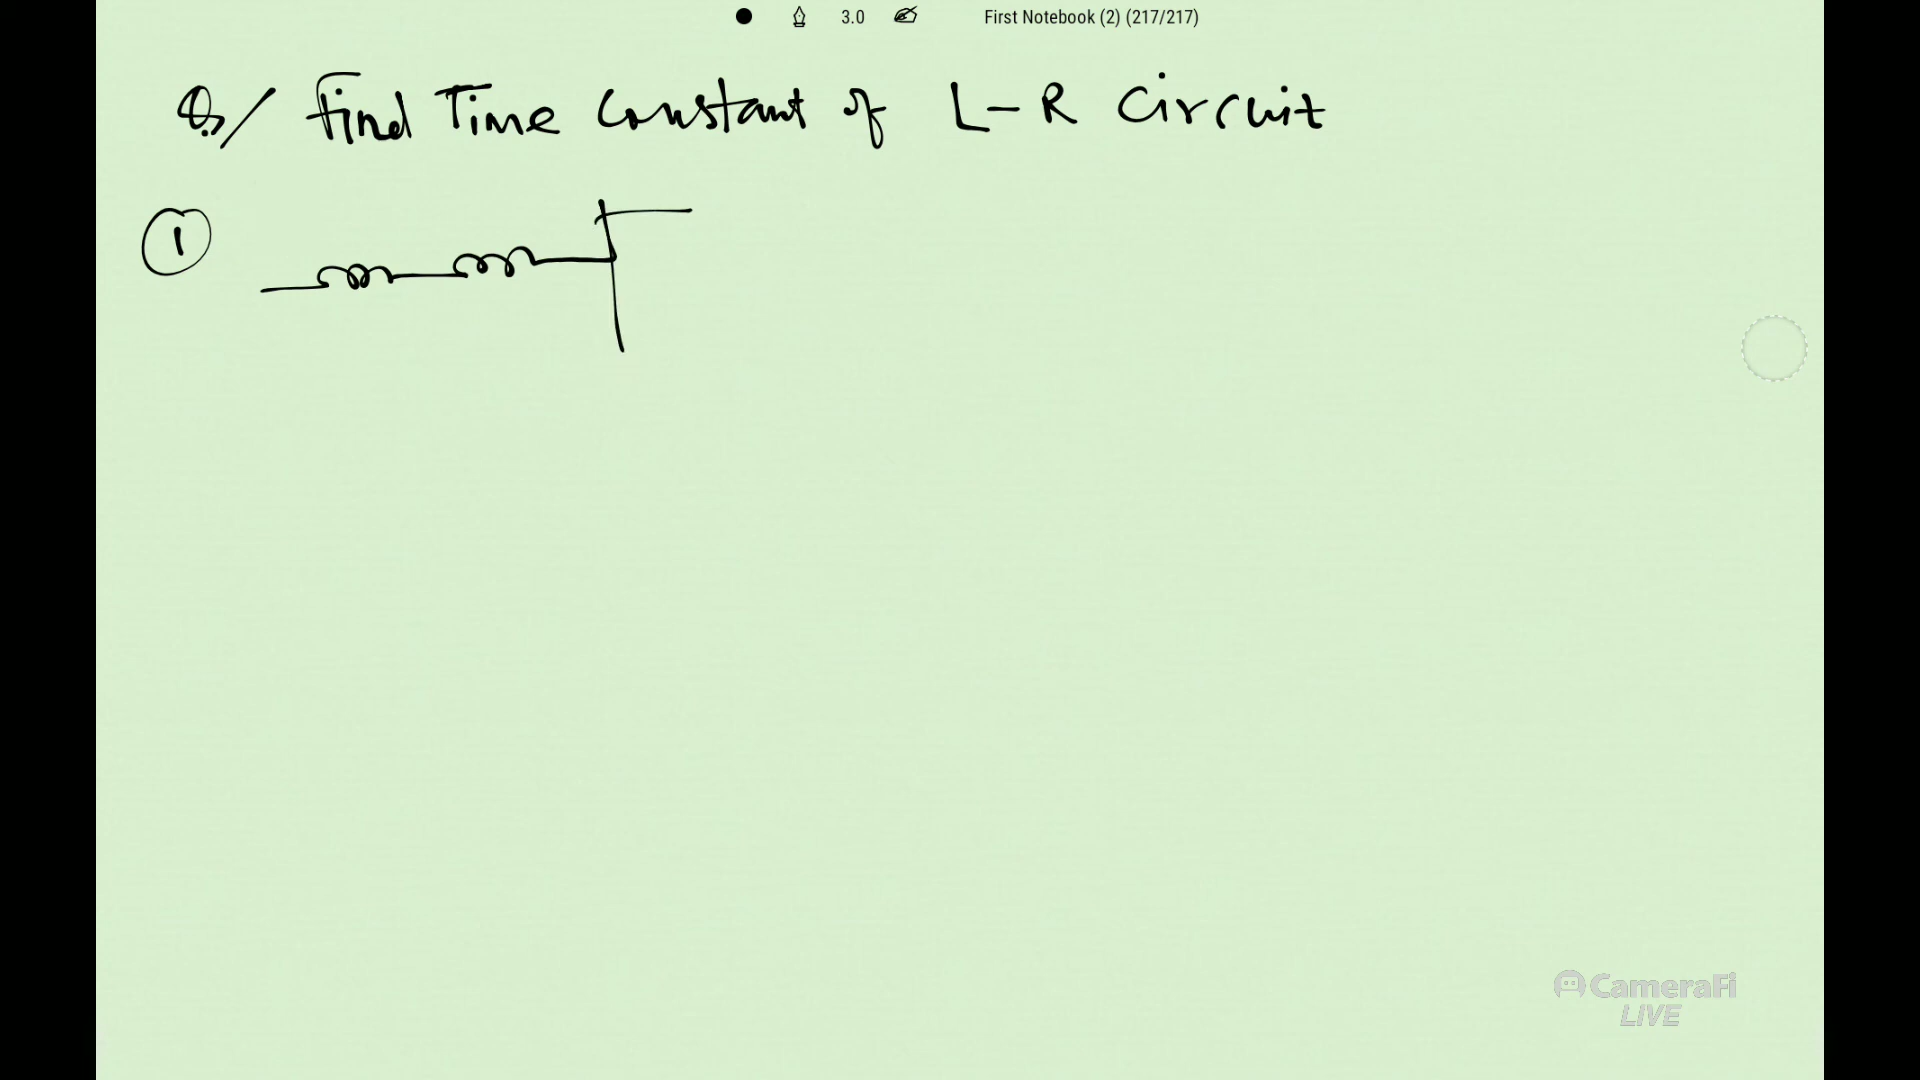 3.0 First Notebook (2) (217/217)
Q/ Find Time Constant of L-R Circuit
1
CameraFi
LIVE